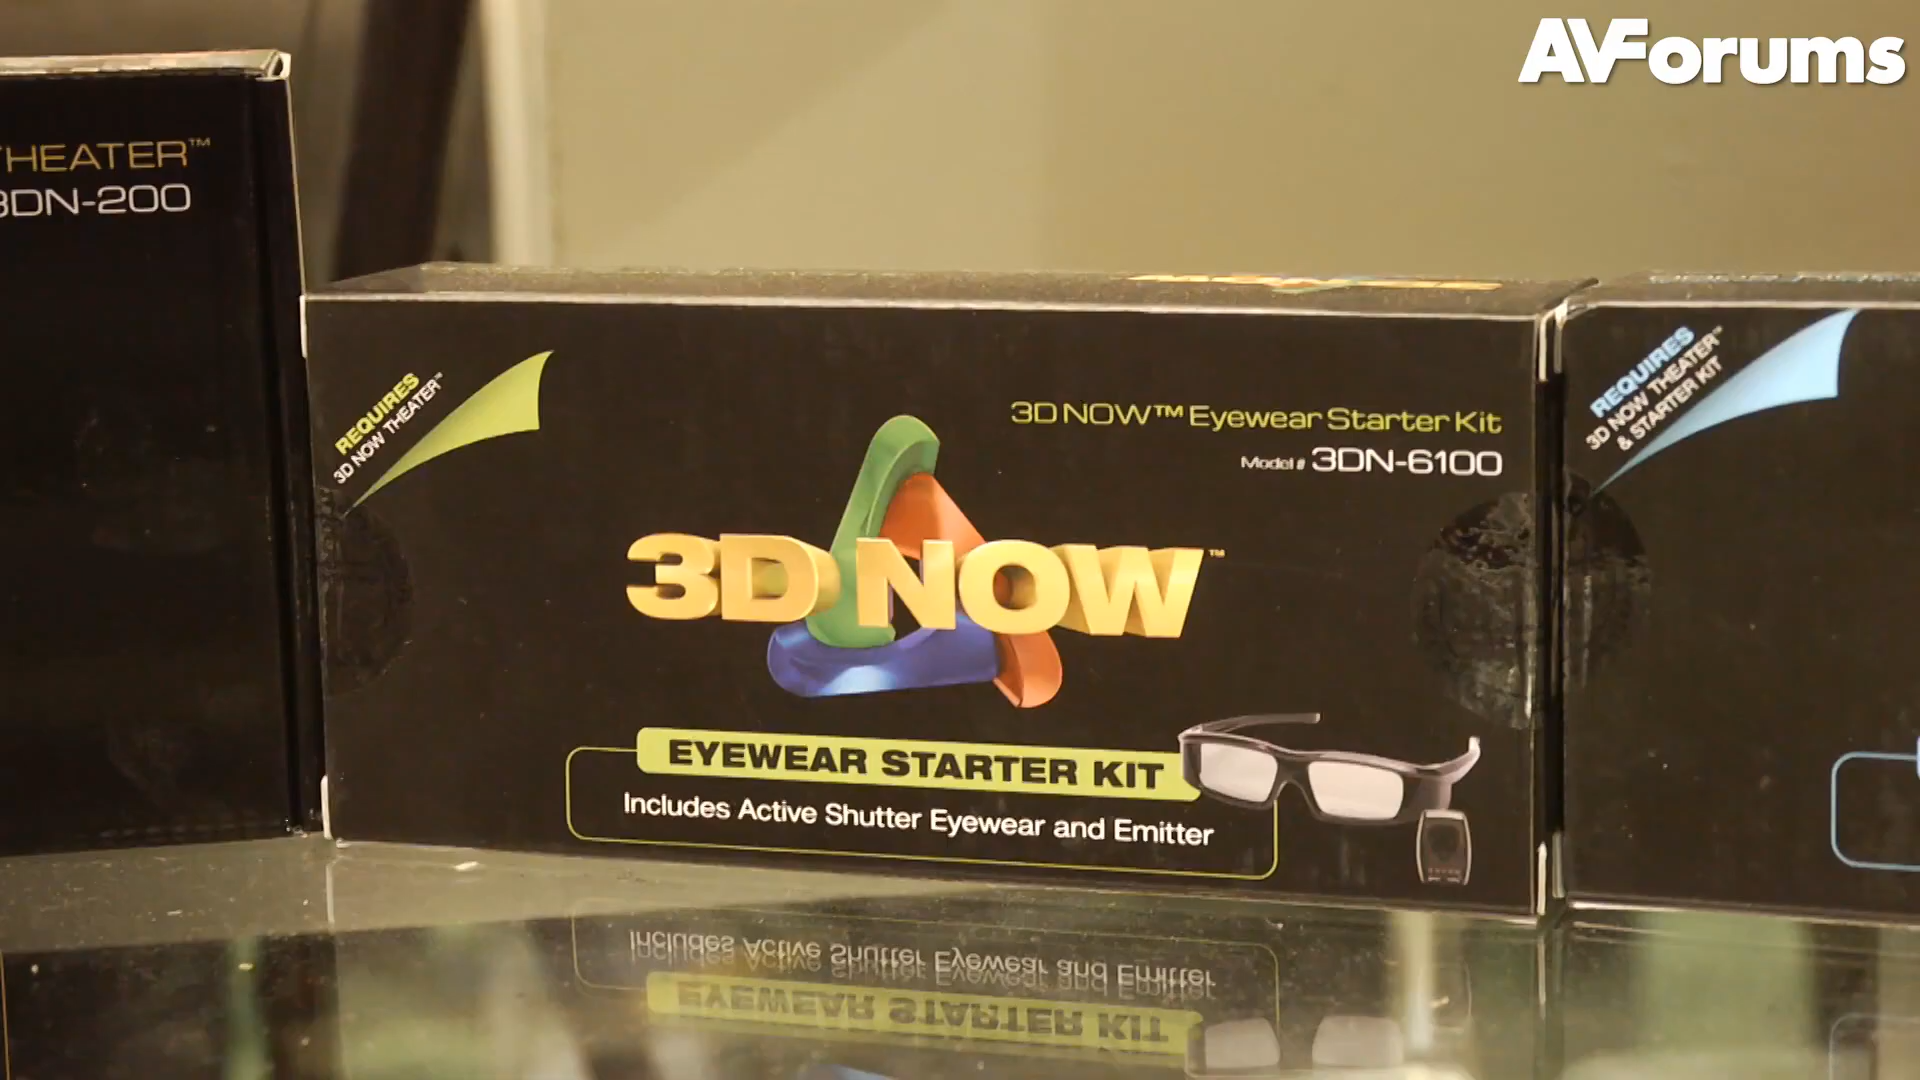 AVForums
THEATER™
3DN-200
REQUIRES
3D NOW THEATER™
3D NOW™ Eyewear Starter Kit
Model # 3DN-6100
3D NOW™
EYEWEAR STARTER KIT
Includes Active Shutter Eyewear and Emitter
REQUIRES
3D NOW THEATER™
& STARTER KIT
Includes Active Shutter Eyewear and Emitter
EYEWEAR STARTER KIT